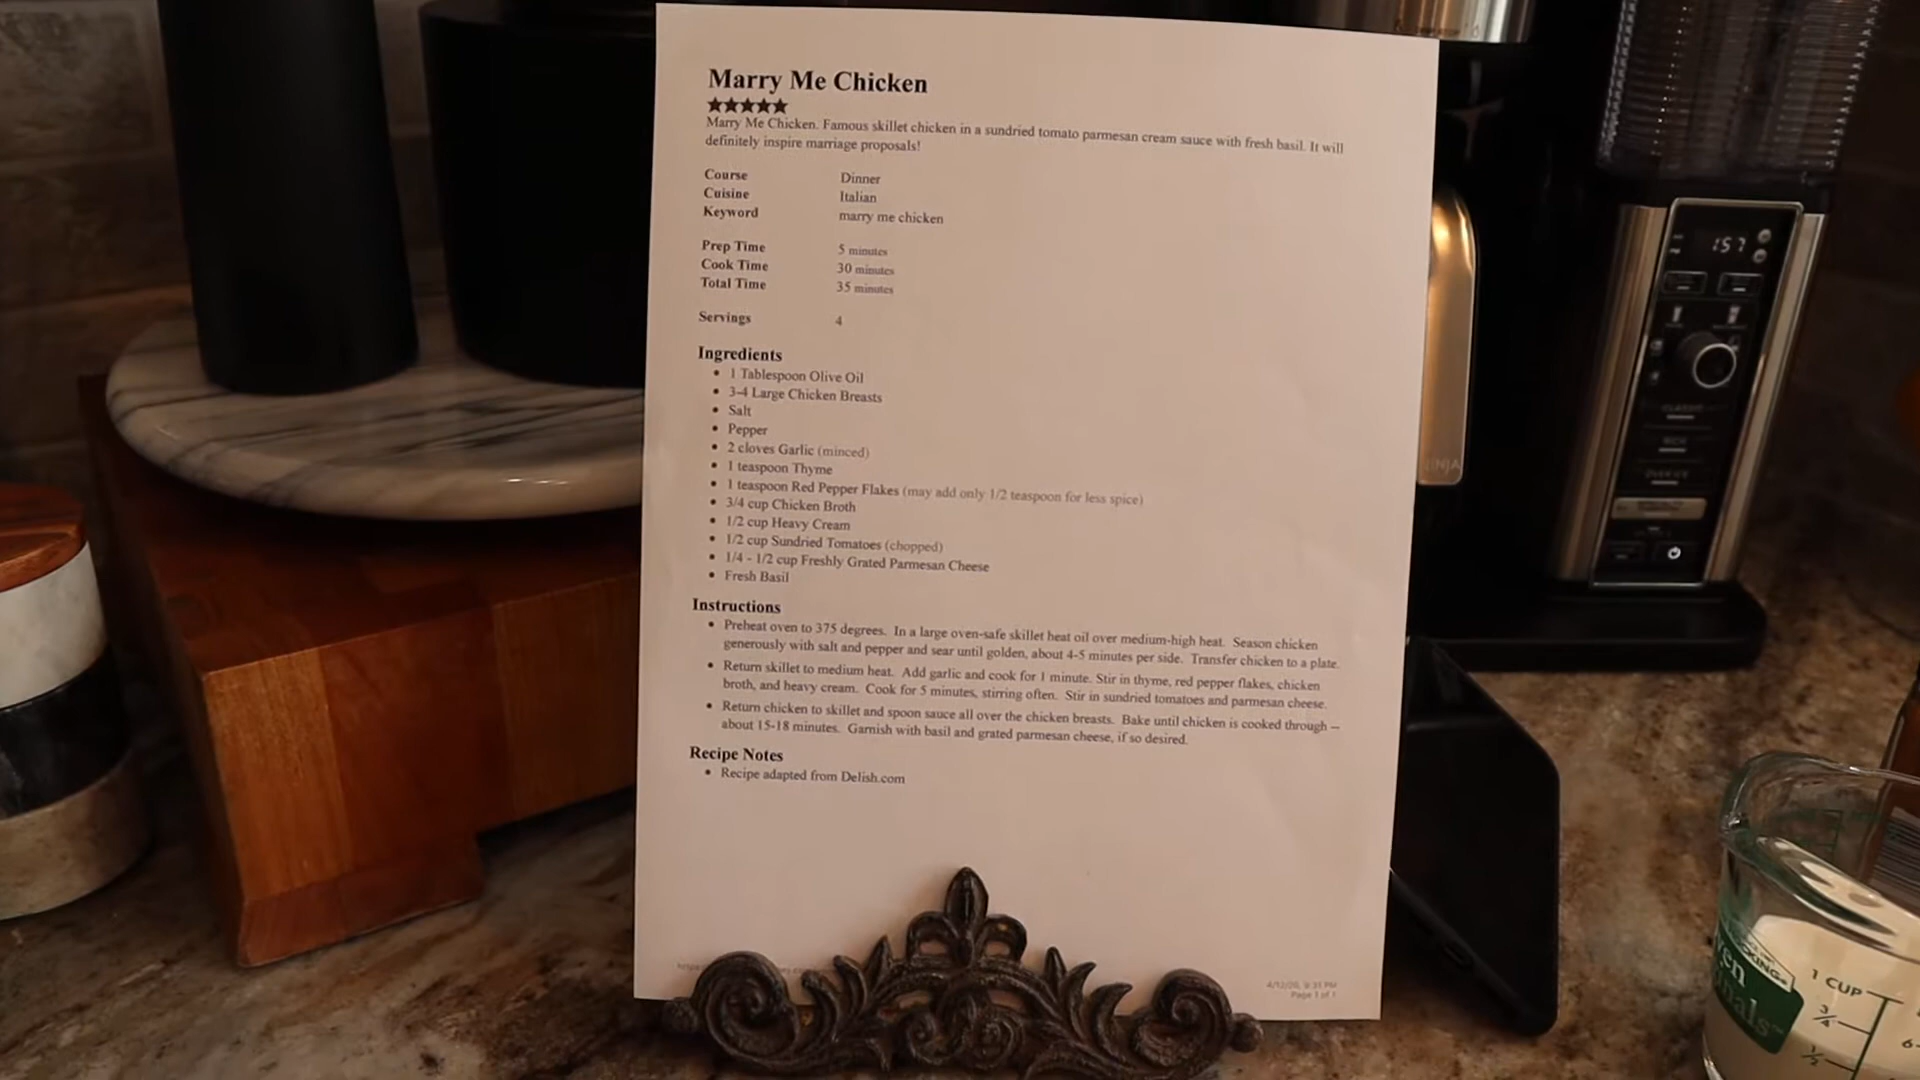 Marry Me Chicken
★★★★★
Marry Me Chicken. Famous skillet chicken in a sundried tomato parmesan cream sauce with fresh basil. It will
definitely inspire marriage proposals!
Course Dinner
Cuisine Italian
Keyword marry me chicken
Prep Time 5 minutes
Cook Time 30 minutes
Total Time 35 minutes
Servings 4
Ingredients
• 1 Tablespoon Olive Oil
• 3-4 Large Chicken Breasts
• Salt
• Pepper
• 2 cloves Garlic (minced)
• 1 teaspoon Thyme
• 1 teaspoon Red Pepper Flakes (may add only 1/2 teaspoon for less spice)
• 3/4 cup Chicken Broth
• 1/2 cup Heavy Cream
• 1/2 cup Sundried Tomatoes (chopped)
• 1/4 - 1/2 cup Freshly Grated Parmesan Cheese
• Fresh Basil
Instructions
• Preheat oven to 375 degrees. In a large oven-safe skillet heat oil over medium-high heat. Season chicken
generously with salt and pepper and sear until golden, about 4-5 minutes per side. Transfer chicken to a plate.
• Return skillet to medium heat. Add garlic and cook for 1 minute. Stir in thyme, red pepper flakes, chicken
broth, and heavy cream. Cook for 5 minutes, stirring often. Stir in sundried tomatoes and parmesan cheese.
• Return chicken to skillet and spoon sauce all over the chicken breasts. Bake until chicken is cooked through –
about 15-18 minutes. Garnish with basil and grated parmesan cheese, if so desired.
Recipe Notes
• Recipe adapted from Delish.com
Page 1 of 1
NINJA
1:57
CLASSIC
RICH
OVER ICE
1 CUP
3/4
1/2